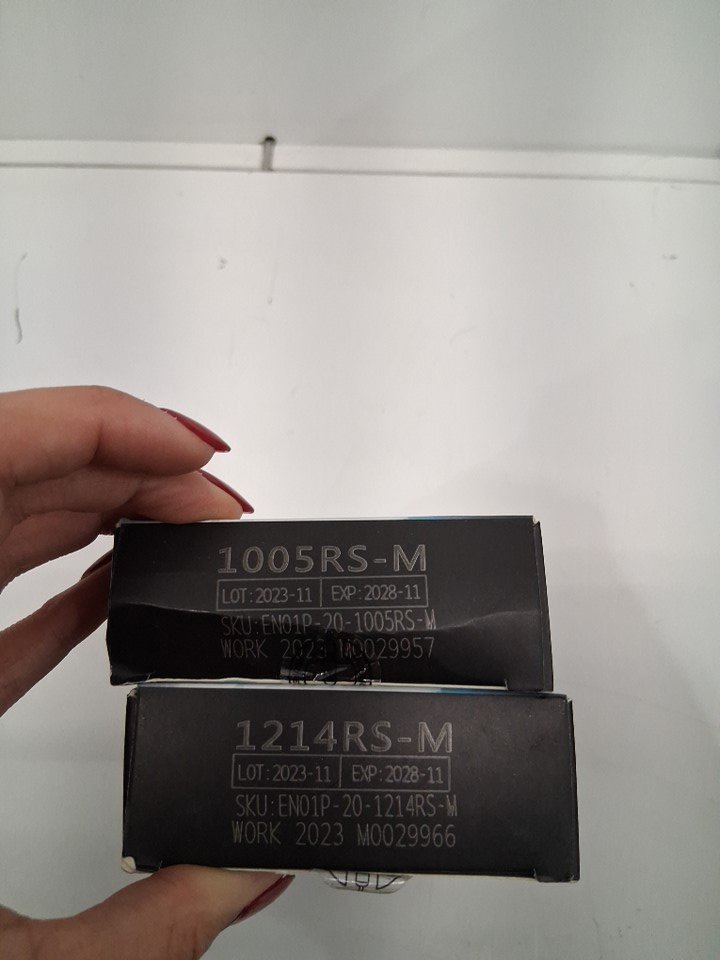 1005RS-M
LOT:2023-11 EXP:2028-11
SKU:EN01P-20-1005RS-M
WORK 2023 M0029957
1214RS-M
LOT:2023-11 EXP:2028-11
SKU:EN01P-20-1214RS-M
WORK 2023 M0029966